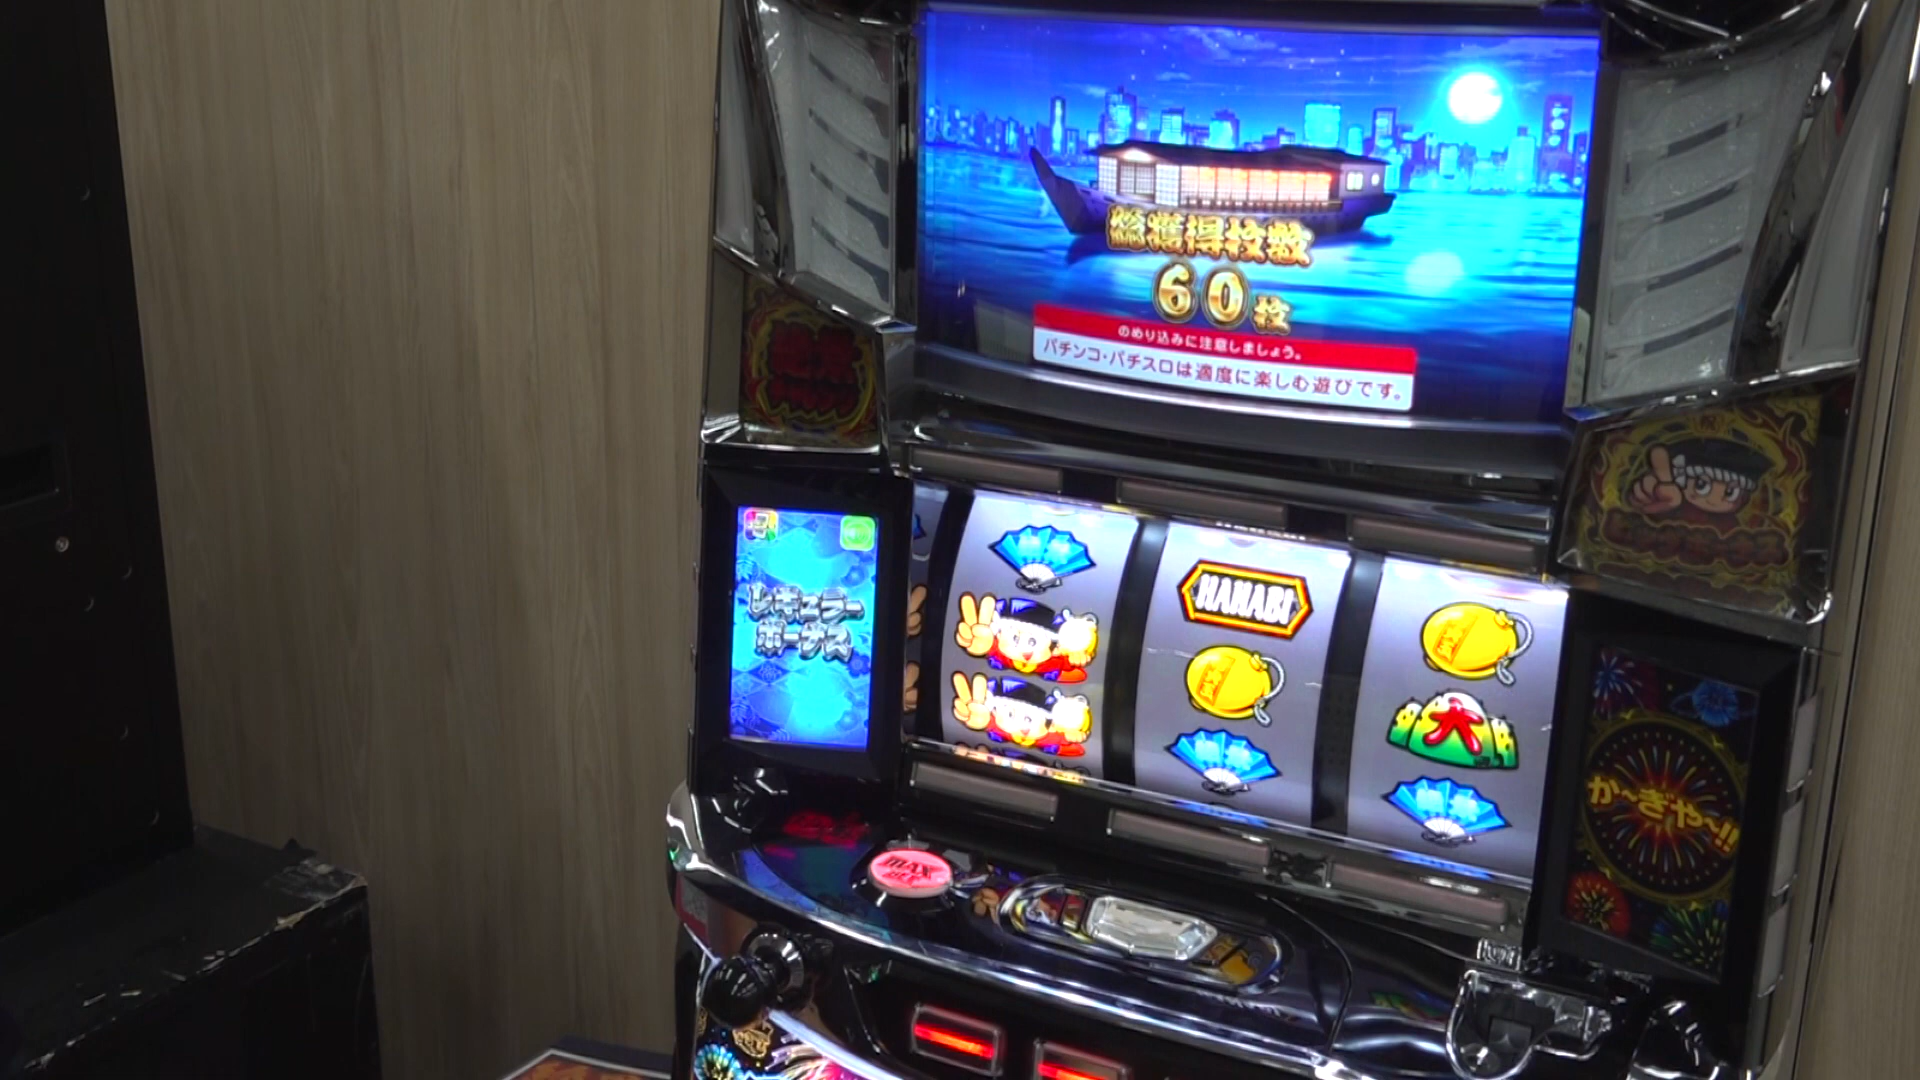 総獲得枚数
60枚
のめり込みに注意しましょう。
パチンコ・パチスロは適度に楽しむ遊びです。
レギュラー
ボーナス
HANABI
大
か〜ぎや〜!!
MAX
BET